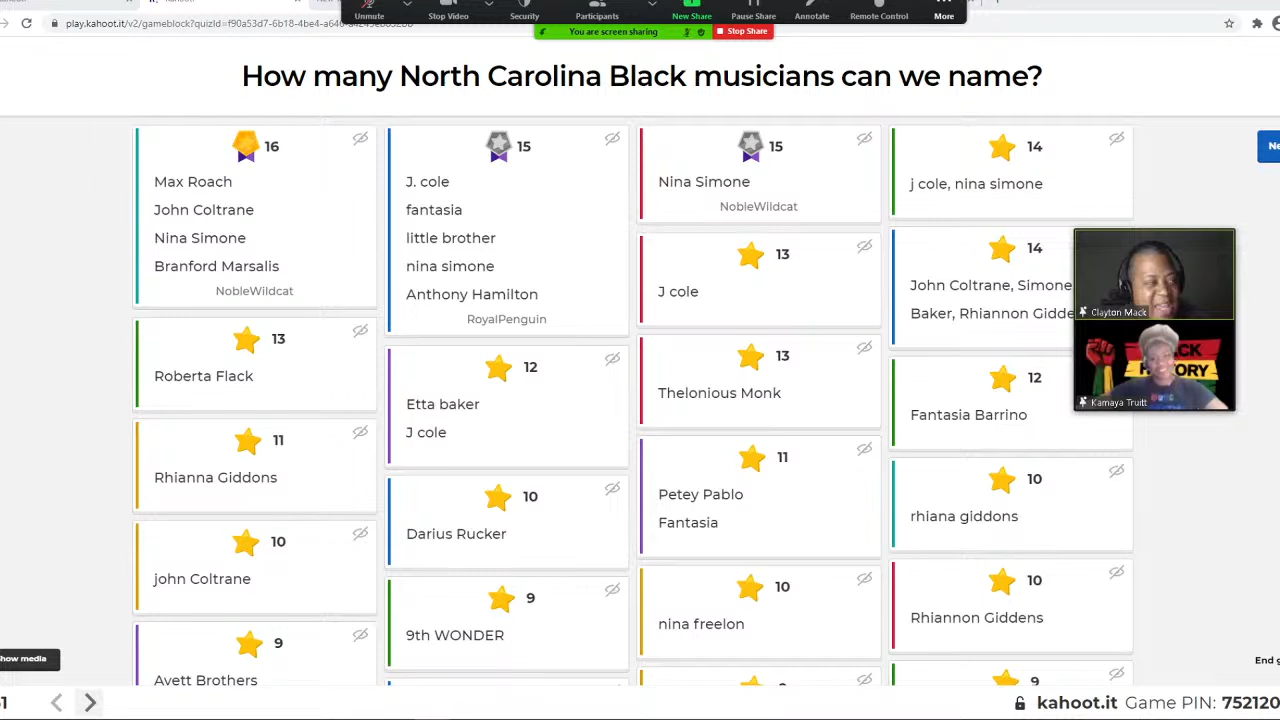 play.kahoot.it/v2/gameblock?quizId=f90a53d7-6b18-4be4-a646-
Unmute
Stop Video
Security
Participants
New Share
Pause Share
Annotate
Remote Control
More
You are screen sharing
Stop Share
How many North Carolina Black musicians can we name?
16
Max Roach
John Coltrane
Nina Simone
Branford Marsalis
NobleWildcat
13
Roberta Flack
11
Rhianna Giddons
10
john Coltrane
9
Avett Brothers
15
J. cole
fantasia
little brother
nina simone
Anthony Hamilton
RoyalPenguin
12
Etta baker
J cole
10
Darius Rucker
9
9th WONDER
15
Nina Simone
NobleWildcat
13
J cole
13
Thelonious Monk
11
Petey Pablo
Fantasia
10
nina freelon
14
j cole, nina simone
14
John Coltrane, Simone
Baker, Rhiannon Gidde
12
Fantasia Barrino
10
rhiana giddons
10
Rhiannon Giddens
9
Ne
Clayton Mack
HISTORY
Kamaya Truitt
how media
End g
kahoot.it Game PIN: 752120